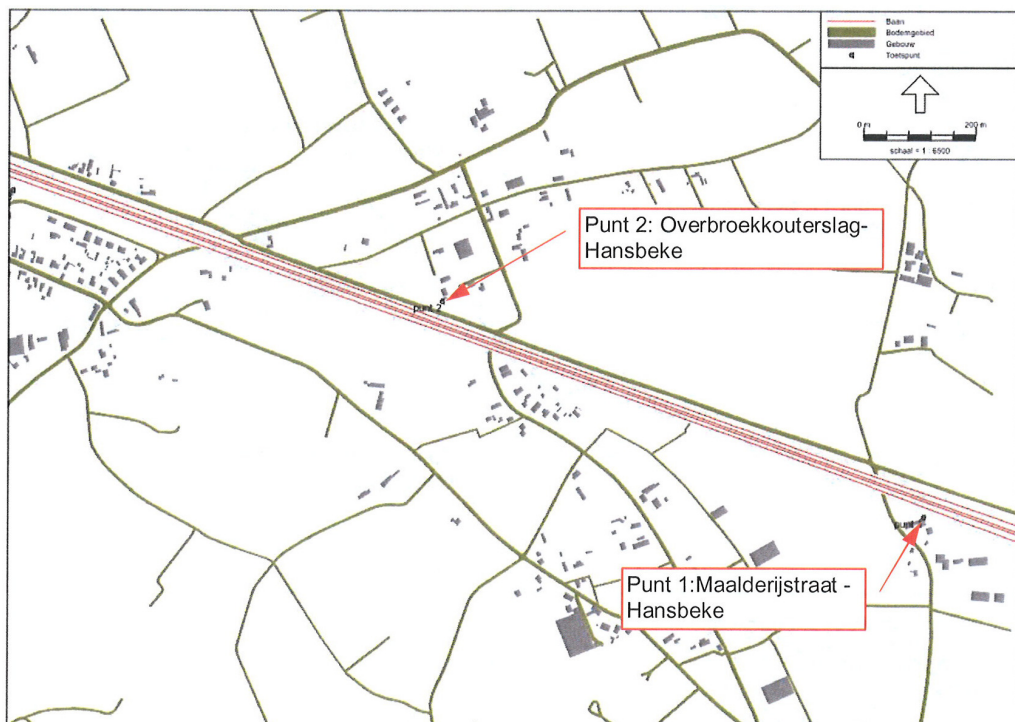 Baan
Bodemgebied
Gebouw
Toetspunt
0 m 200 m
schaal = 1 : 6500
Punt 2: Overbroekkouterslag-
Hansbeke
punt 2
punt
Punt 1:Maalderijstraat -
Hansbeke